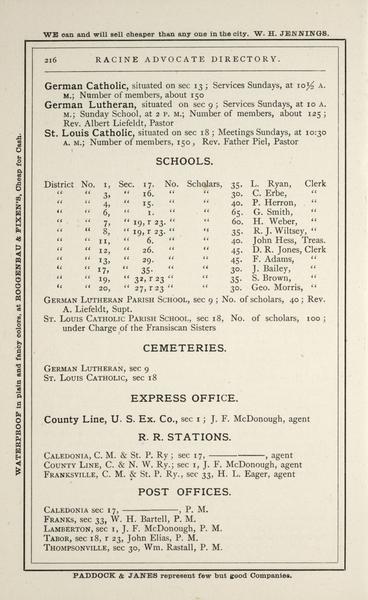 WE can and will sell cheaper than any one in the city. W. H. JENNINGS.
216 RACINE ADVOCATE DIRECTORY.
German Catholic, situated on sec 13; Services Sundays, at 10½ A.
M.; Number of members, about 150
German Lutheran, situated on sec 9; Services Sundays, at 10 A.
M.; Sunday School, at 2 P. M.; Number of members, about 125;
Rev. Albert Liefeldt, Pastor
St. Louis Catholic, situated on sec 18; Meetings Sundays, at 10:30
A. M.; Number of members, 150, Rev. Father Piel, Pastor
SCHOOLS.
District No. 1, Sec. 17. No. Scholars, 35. L. Ryan, Clerk
“ “ 3, “ 16. “ “ 30. C. Erbe, “
“ “ 4, “ 15. “ “ 40. P. Herron, “
“ “ 6, “ 1. “ “ 65. G. Smith, “
“ “ 7, “ 19, r 23. “ “ 60. H. Weber, “
“ “ 8, “ 19, r 23. “ “ 35. R. J. Wiltsey, “
“ “ 11, “ 6. “ “ 40. John Hess, Treas.
“ “ 12, “ 26. “ “ 45. D. R. Jones, Clerk
“ “ 13, “ 29. “ “ 45. F. Adams, “
“ “ 17, “ 35. “ “ 30. J. Bailey, “
“ “ 19, “ 32, r 23 “ “ 35. S. Brown, “
“ “ 20, “ 27, r 23 “ “ 30. Geo. Morris, “
GERMAN LUTHERAN PARISH SCHOOL, sec 9; No. of scholars, 40; Rev.
A. Liefeldt, Supt.
ST. LOUIS CATHOLIC PARISH SCHOOL, sec 18, No. of scholars, 100;
under Charge of the Fransiscan Sisters
CEMETERIES.
GERMAN LUTHERAN, sec 9
ST. LOUIS CATHOLIC, sec 18
EXPRESS OFFICE.
County Line, U. S. Ex. Co., sec 1; J. F. McDonough, agent
R. R. STATIONS.
CALEDONIA, C. M. & St. P. Ry; sec 17, ————, agent
COUNTY LINE, C. & N. W. Ry.; sec 1, J. F. McDonough, agent
FRANKSVILLE, C. M. & St. P. Ry., sec 33, H. L. Eager, agent
POST OFFICES.
CALEDONIA sec 17, ————, P. M.
FRANKS, sec 33, W. H. Bartell, P. M.
LAMBERTON, sec 1, J. F. McDonough, P. M.
TABOR, sec 18, r 23, John Elias, P. M.
THOMPSONVILLE, sec 30, Wm. Rastall, P. M.
PADDOCK & JANES represent few but good Companies.
WATERPROOF in plain and fancy colors, at ROGGENBAU & FIXEN'S, Cheap for Cash.